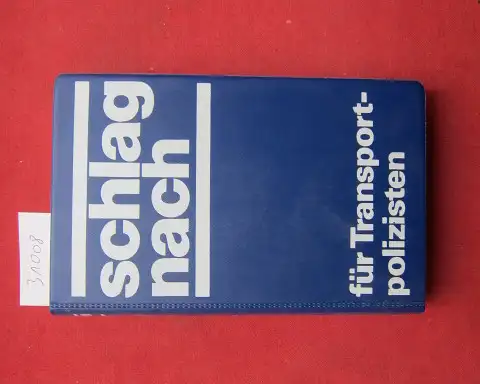 schlag
nach
für Transport-
polizisten
31008